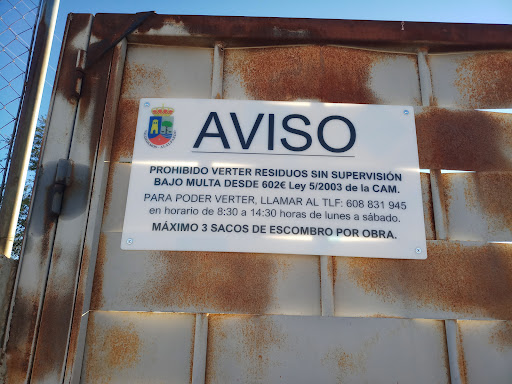 AVISO
PROHIBIDO VERTER RESIDUOS SIN SUPERVISIÓN
BAJO MULTA DESDE 602€ Ley 5/2003 de la CAM.
PARA PODER VERTER, LLAMAR AL TLF: 608 831 945
en horario de 8:30 a 14:30 horas de lunes a sábado.
MÁXIMO 3 SACOS DE ESCOMBRO POR OBRA.